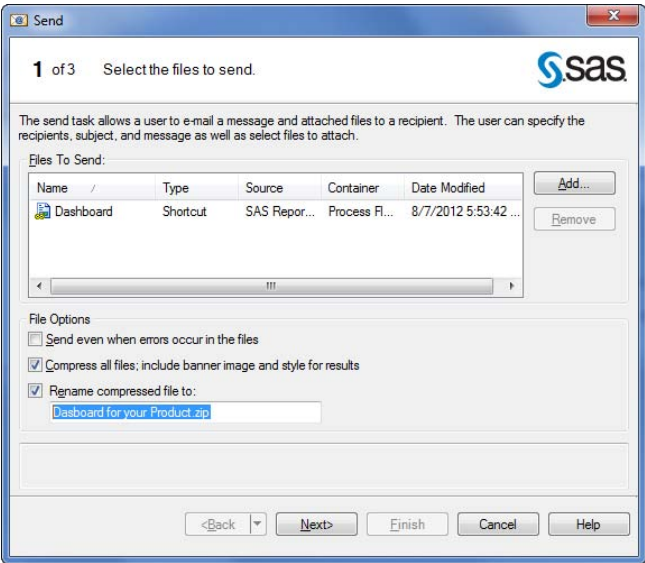 Send
1 of 3 Select the files to send.
sas
The send task allows a user to e-mail a message and attached files to a recipient. The user can specify the
recipients, subject, and message as well as select files to attach.
Files To Send:
Name / Type Source Container Date Modified
Dashboard Shortcut SAS Repor... Process Fl... 8/7/2012 5:53:42 ...
Add...
Remove
File Options
Send even when errors occur in the files
Compress all files; include banner image and style for results
Rename compressed file to:
Dasboard for your Product.zip
<Back Next> Finish Cancel Help